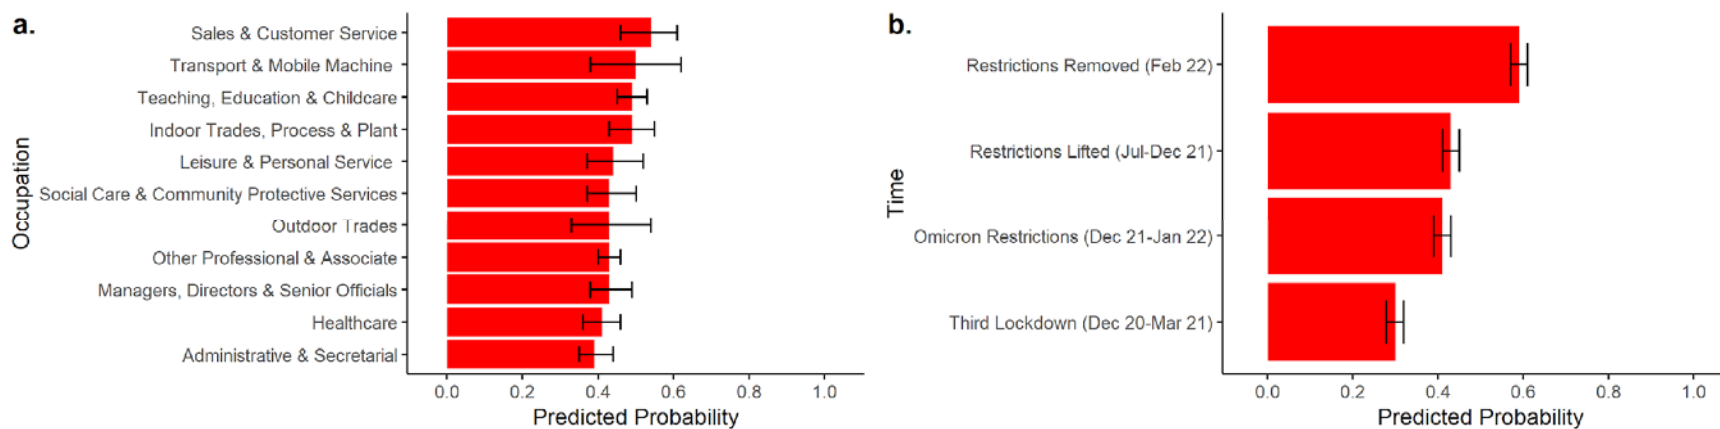 a.
Occupation
Sales & Customer Service
Transport & Mobile Machine
Teaching, Education & Childcare
Indoor Trades, Process & Plant
Leisure & Personal Service
Social Care & Community Protective Services
Outdoor Trades
Other Professional & Associate
Managers, Directors & Senior Officials
Healthcare
Administrative & Secretarial
0.0 0.2 0.4 0.6 0.8 1.0
Predicted Probability
b.
Time
Restrictions Removed (Feb 22)
Restrictions Lifted (Jul-Dec 21)
Omicron Restrictions (Dec 21-Jan 22)
Third Lockdown (Dec 20-Mar 21)
0.0 0.2 0.4 0.6 0.8 1.0
Predicted Probability